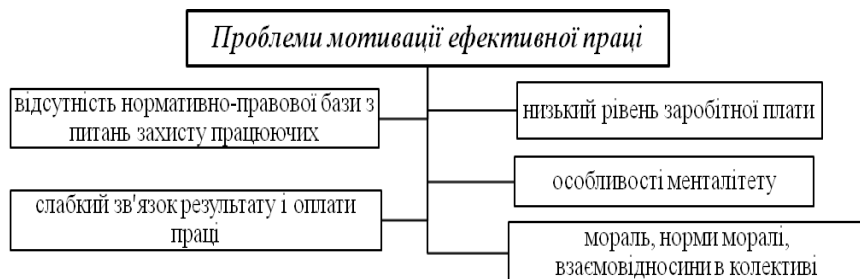 Проблеми мотивації ефективної праці
відсутність нормативно-правової бази з
питань захисту працюючих
низький рівень заробітної плати
особливості менталітету
слабкий зв'язок результату і оплати
праці
мораль, норми моралі,
взаємовідносини в колективі